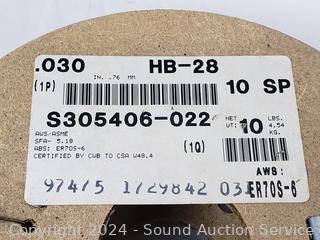 .030 HB-28
(1P) IN. .76 MM 10 SP
S305406-022 NET WT: 10 LBS. 4.54 KG.
AWS/ASME
SFA- 5.18
ABS: ER70S-6 (1Q)
CERTIFIED BY CWB TO CSA W48.4
AWS:
ER70S-6
97475 1729842 03
Copyright 2024 - Sound Auction Service